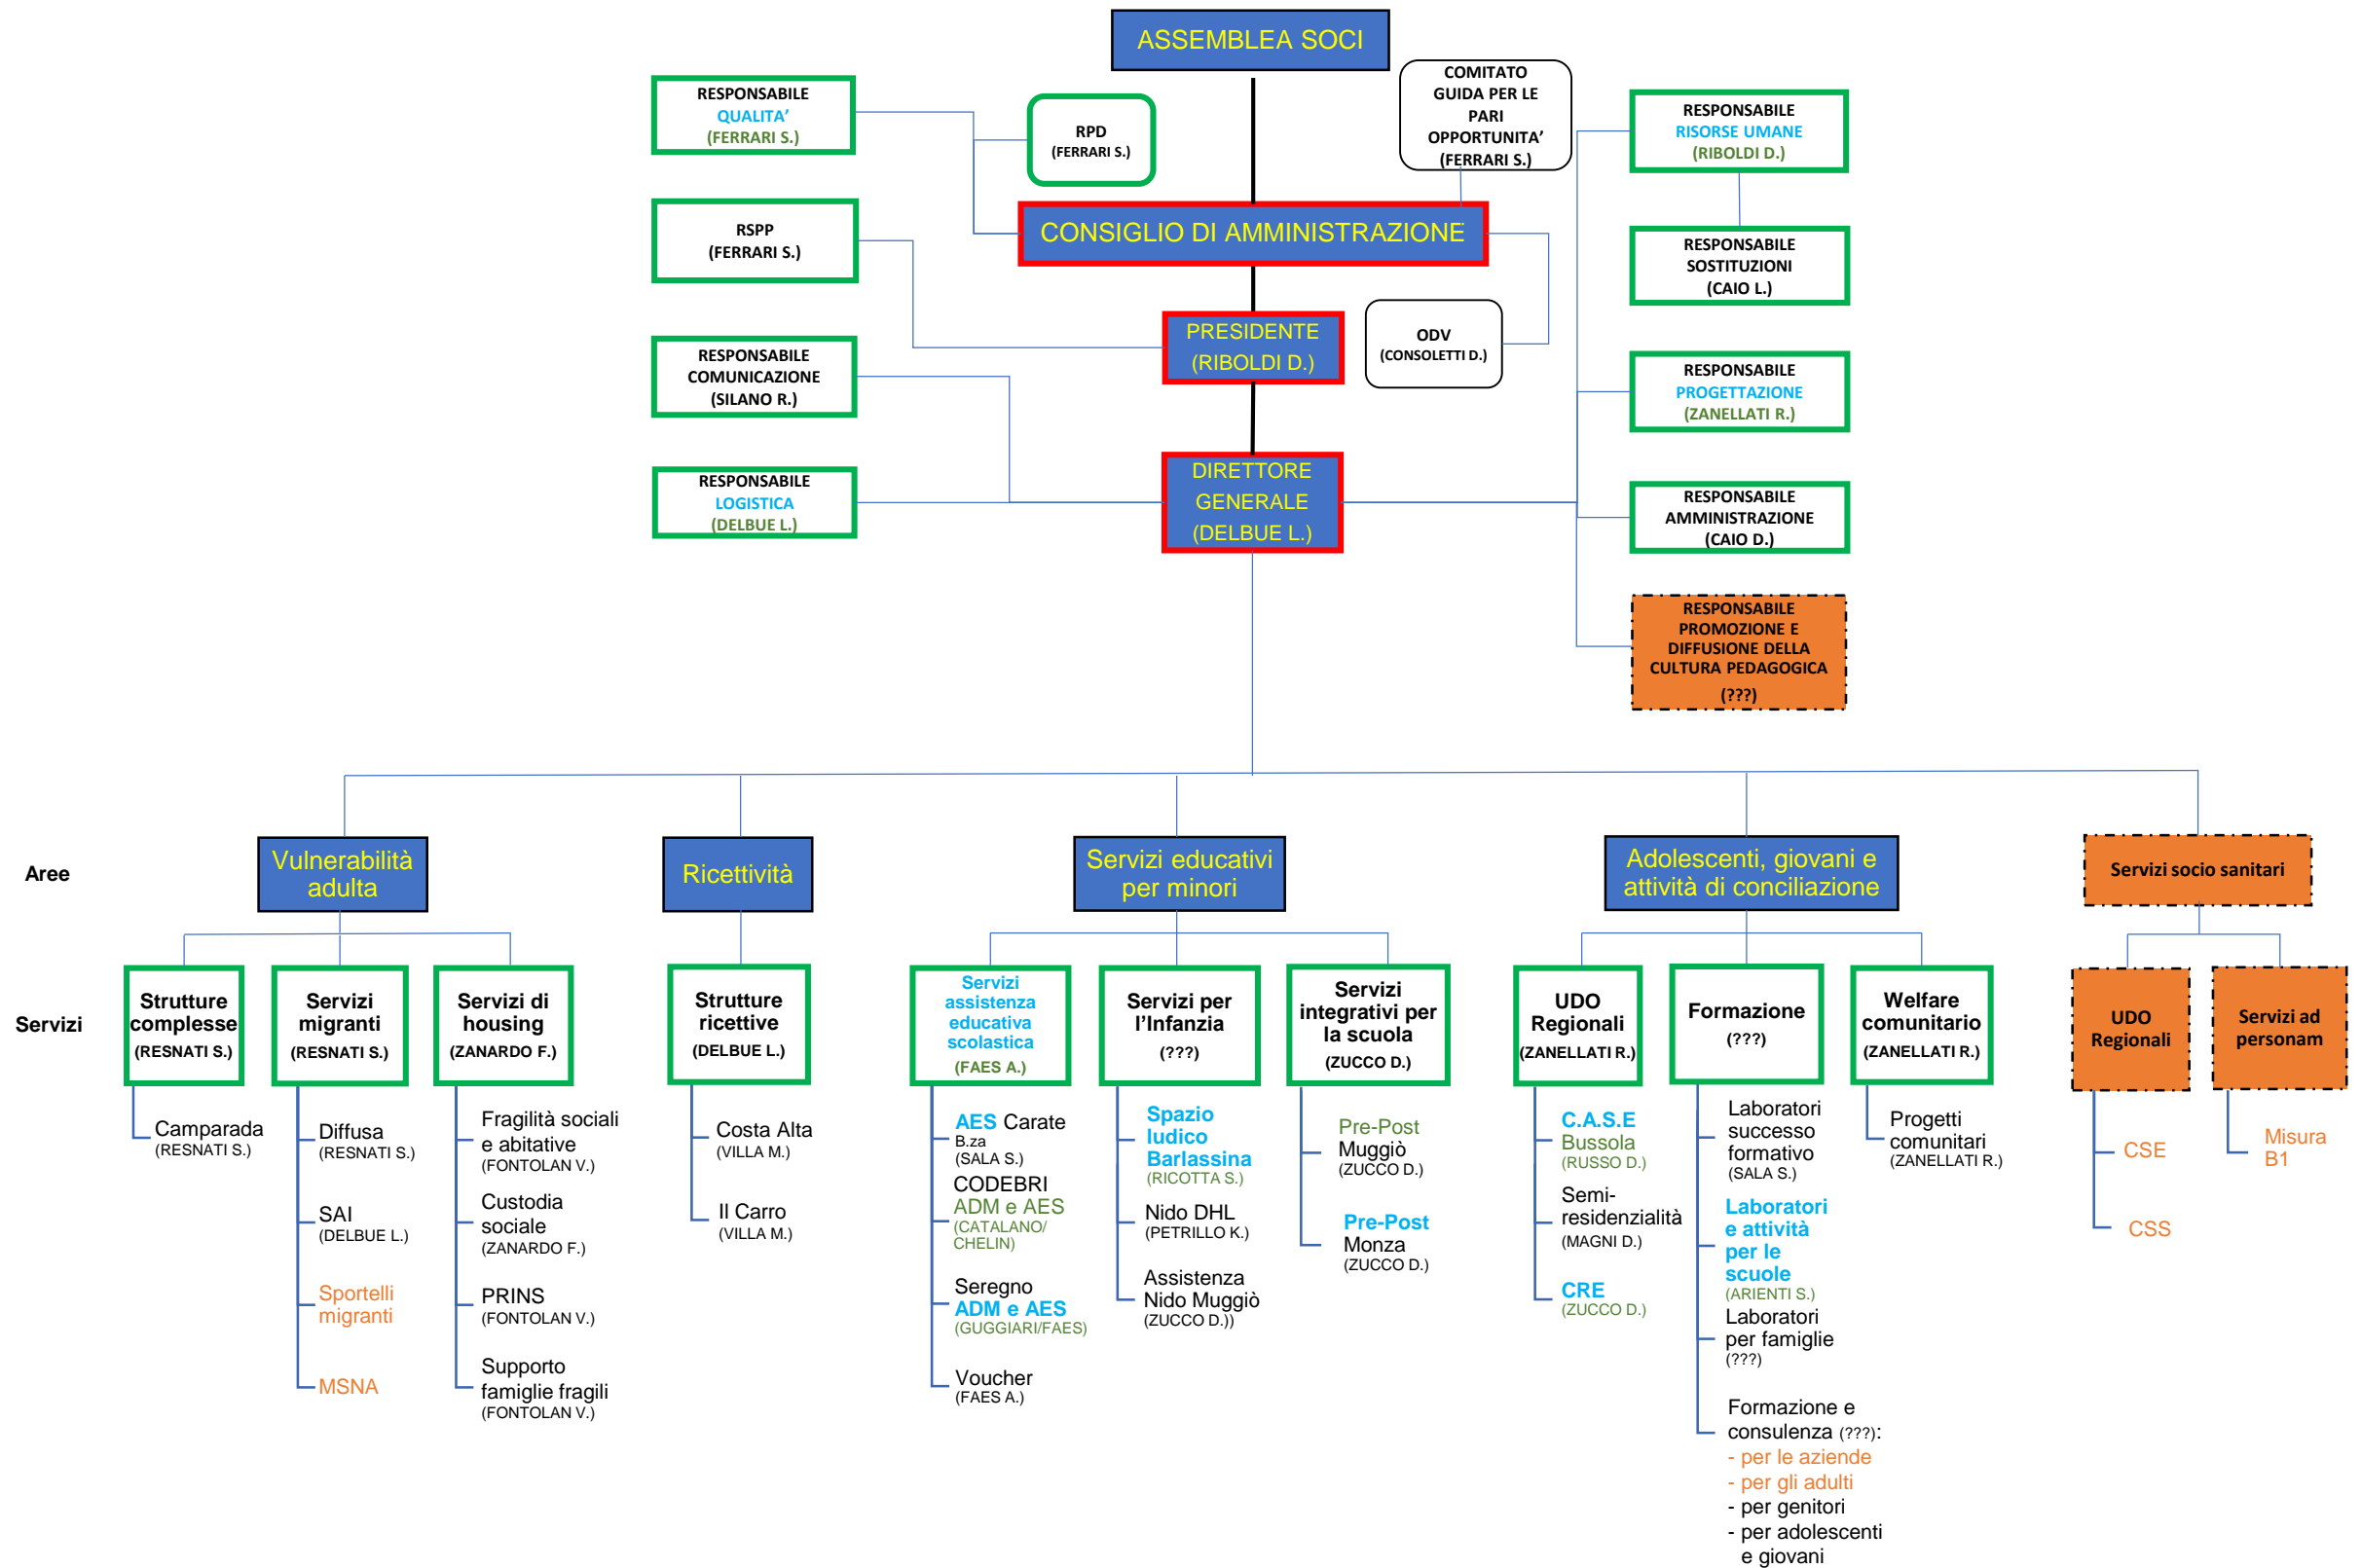 ASSEMBLEA SOCI
RESPONSABILE
QUALITA’
(FERRARI S.)
RPD
(FERRARI S.)
COMITATO
GUIDA PER LE
PARI
OPPORTUNITA’
(FERRARI S.)
RESPONSABILE
RISORSE UMANE
(RIBOLDI D.)
RSPP
(FERRARI S.)
CONSIGLIO DI AMMINISTRAZIONE
RESPONSABILE
SOSTITUZIONI
(CAIO L.)
RESPONSABILE
COMUNICAZIONE
(SILANO R.)
PRESIDENTE
(RIBOLDI D.)
ODV
(CONSOLETTI D.)
RESPONSABILE
PROGETTAZIONE
(ZANELLATI R.)
RESPONSABILE
LOGISTICA
(DELBUE L.)
DIRETTORE
GENERALE
(DELBUE L.)
RESPONSABILE
AMMINISTRAZIONE
(CAIO D.)
RESPONSABILE
PROMOZIONE E
DIFFUSIONE DELLA
CULTURA PEDAGOGICA
(???)
Aree
Vulnerabilità
adulta
Ricettività
Servizi educativi
per minori
Adolescenti, giovani e
attività di conciliazione
Servizi socio sanitari
Servizi
Strutture
complesse
(RESNATI S.)
Servizi
migranti
(RESNATI S.)
Servizi di
housing
(ZANARDO F.)
Strutture
ricettive
(DELBUE L.)
Servizi
assistenza
educativa
scolastica
(FAES A.)
Servizi per
l’Infanzia
(???)
Servizi
integrativi per
la scuola
(ZUCCO D.)
UDO
Regionali
(ZANELLATI R.)
Formazione
(???)
Welfare
comunitario
(ZANELLATI R.)
UDO
Regionali
Servizi ad
personam
Camparada
(RESNATI S.)
Diffusa
(RESNATI S.)
SAI
(DELBUE L.)
Sportelli
migranti
MSNA
Fragilità sociali
e abitative
(FONTOLAN V.)
Custodia
sociale
(ZANARDO F.)
PRINS
(FONTOLAN V.)
Supporto
famiglie fragili
(FONTOLAN V.)
Costa Alta
(VILLA M.)
Il Carro
(VILLA M.)
AES Carate
B.za
(SALA S.)
CODEBRI
ADM e AES
(CATALANO/
CHELIN)
Seregno
ADM e AES
(GUGGIARI/FAES)
Voucher
(FAES A.)
Spazio
ludico
Barlassina
(RICOTTA S.)
Nido DHL
(PETRILLO K.)
Assistenza
Nido Muggiò
(ZUCCO D.))
Pre-Post
Muggiò
(ZUCCO D.)
Pre-Post
Monza
(ZUCCO D.)
C.A.S.E
Bussola
(RUSSO D.)
Semi-
residenzialità
(MAGNI D.)
CRE
(ZUCCO D.)
Laboratori
successo
formativo
(SALA S.)
Laboratori
e attività
per le
scuole
(ARIENTI S.)
Laboratori
per famiglie
(???)
Formazione e
consulenza (???):
- per le aziende
- per gli adulti
- per genitori
- per adolescenti
e giovani
Progetti
comunitari
(ZANELLATI R.)
CSE
CSS
Misura
B1